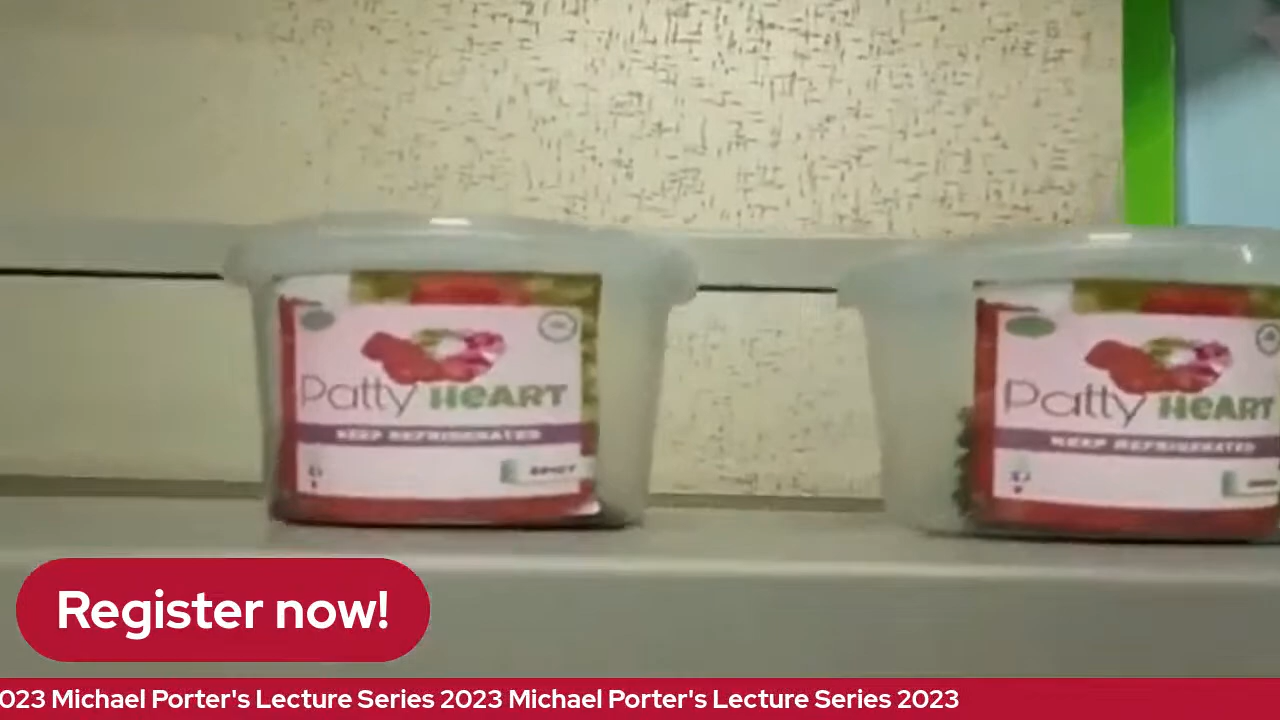 Patty HeART
KEEP REFRIGERATED
SPICY
Patty HeART
KEEP REFRIGERATED
Register now!
023 Michael Porter's Lecture Series 2023 Michael Porter's Lecture Series 2023